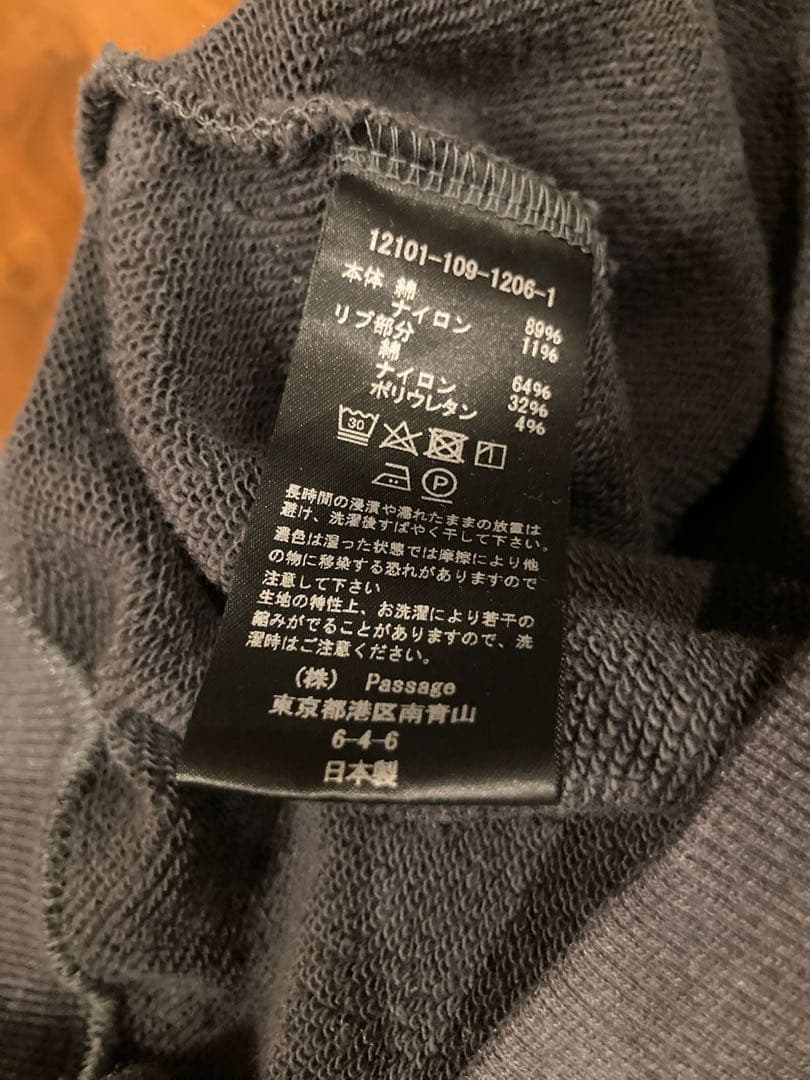 12101-109-1206-1
本体 綿 89%
ナイロン 11%
リブ部分
綿 64%
ナイロン 32%
ポリウレタン 4%
30
P
長時間の浸漬や濡れたままの放置は
避け、洗濯後すばやく干して下さい。
濃色は湿った状態では摩擦により他
の物に移染する恐れがありますので
注意して下さい
生地の特性上、お洗濯により若干の
縮みがでることがありますので、洗
濯時はご注意ください。
(株) Passage
東京都港区南青山
6-4-6
日本製